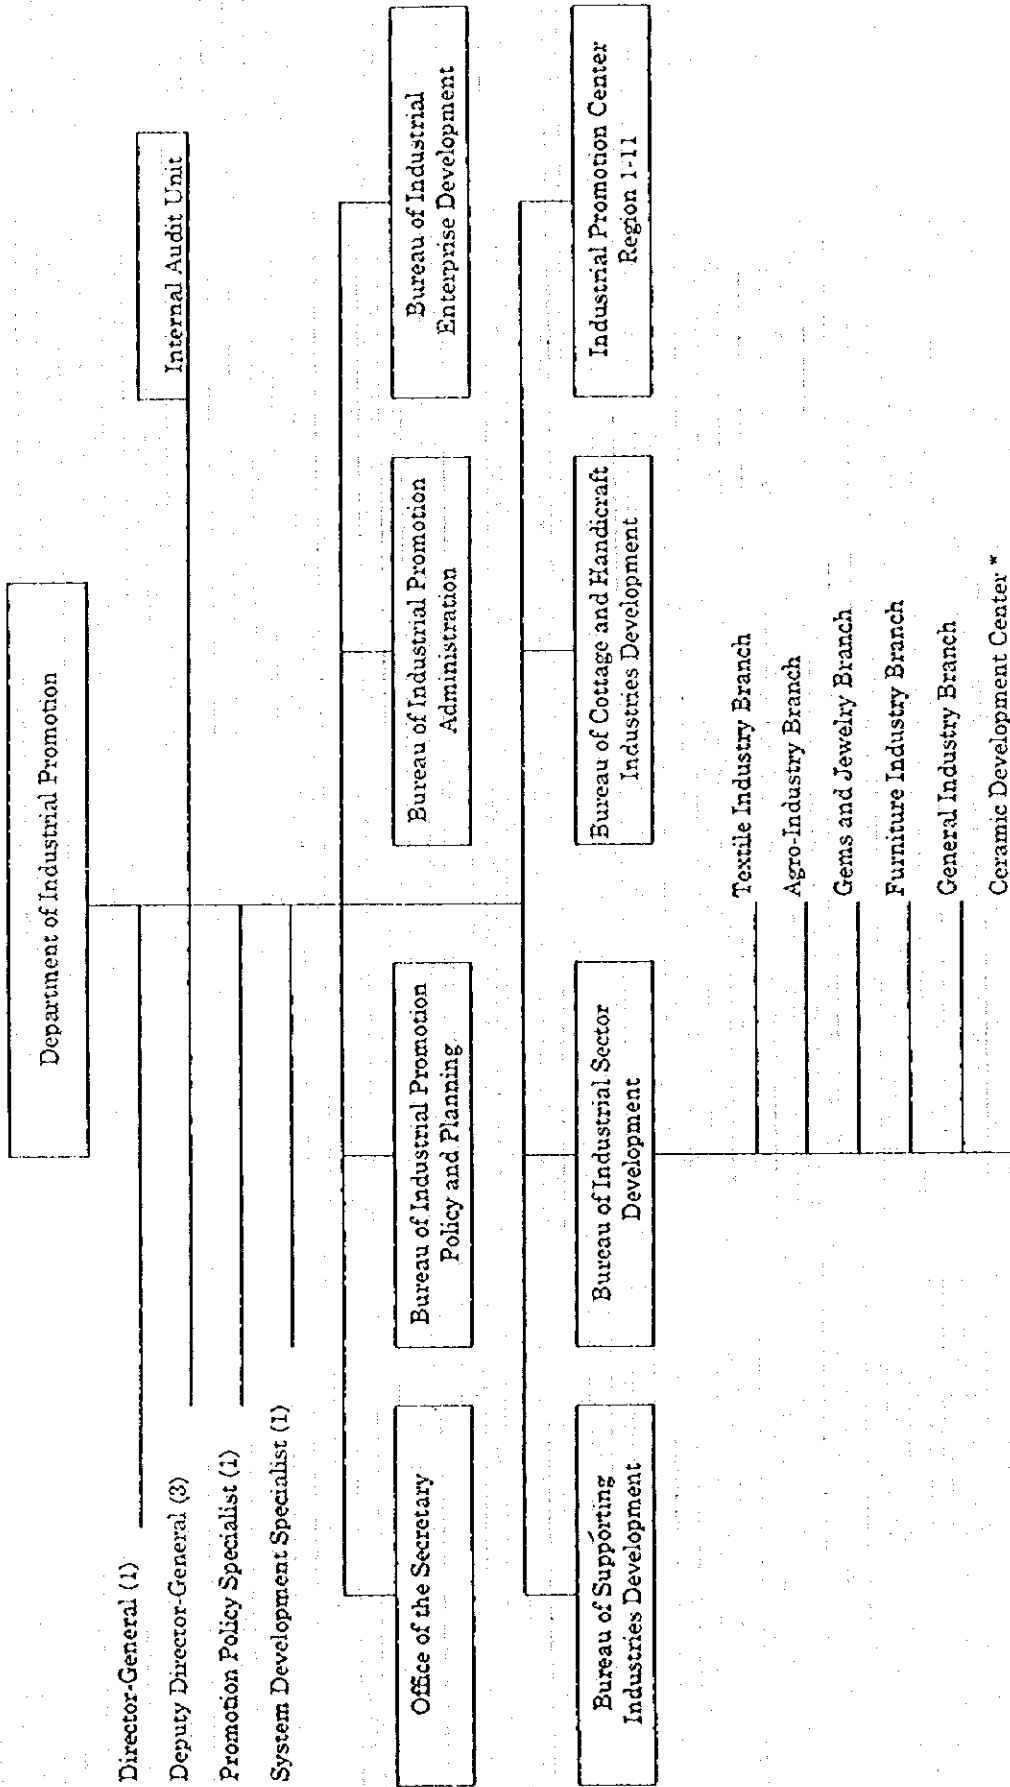 Department of Industrial Promotion
Internal Audit Unit
Director-General (1)
Deputy Director-General (3)
Promotion Policy Specialist (1)
System Development Specialist (1)
Office of the Secretary
Bureau of Industrial Promotion
Policy and Planning
Bureau of Industrial Promotion
Administration
Bureau of Industrial
Enterprise Development
Bureau of Supporting
Industries Development
Bureau of Industrial Sector
Development
Bureau of Cottage and Handicraft
Industries Development
Industrial Promotion Center
Region 1-11
Textile Industry Branch
Agro-Industry Branch
Gems and Jewelry Branch
Furniture Industry Branch
General Industry Branch
Ceramic Development Center *